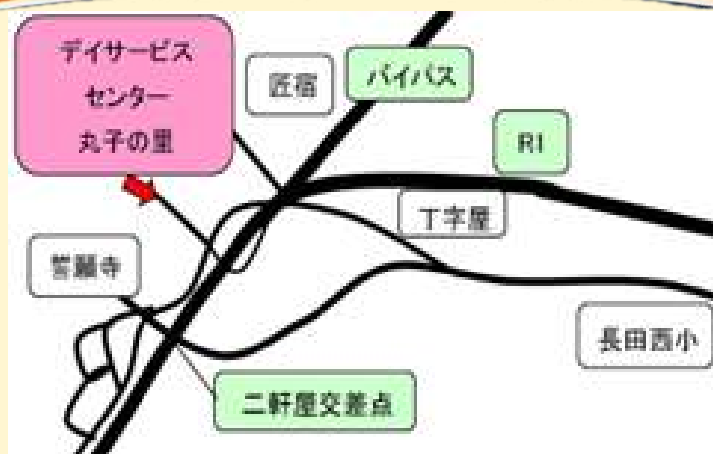 デイサービス
センター
丸子の里
匠宿
バイパス
R1
丁字屋
誓願寺
長田西小
二軒屋交差点